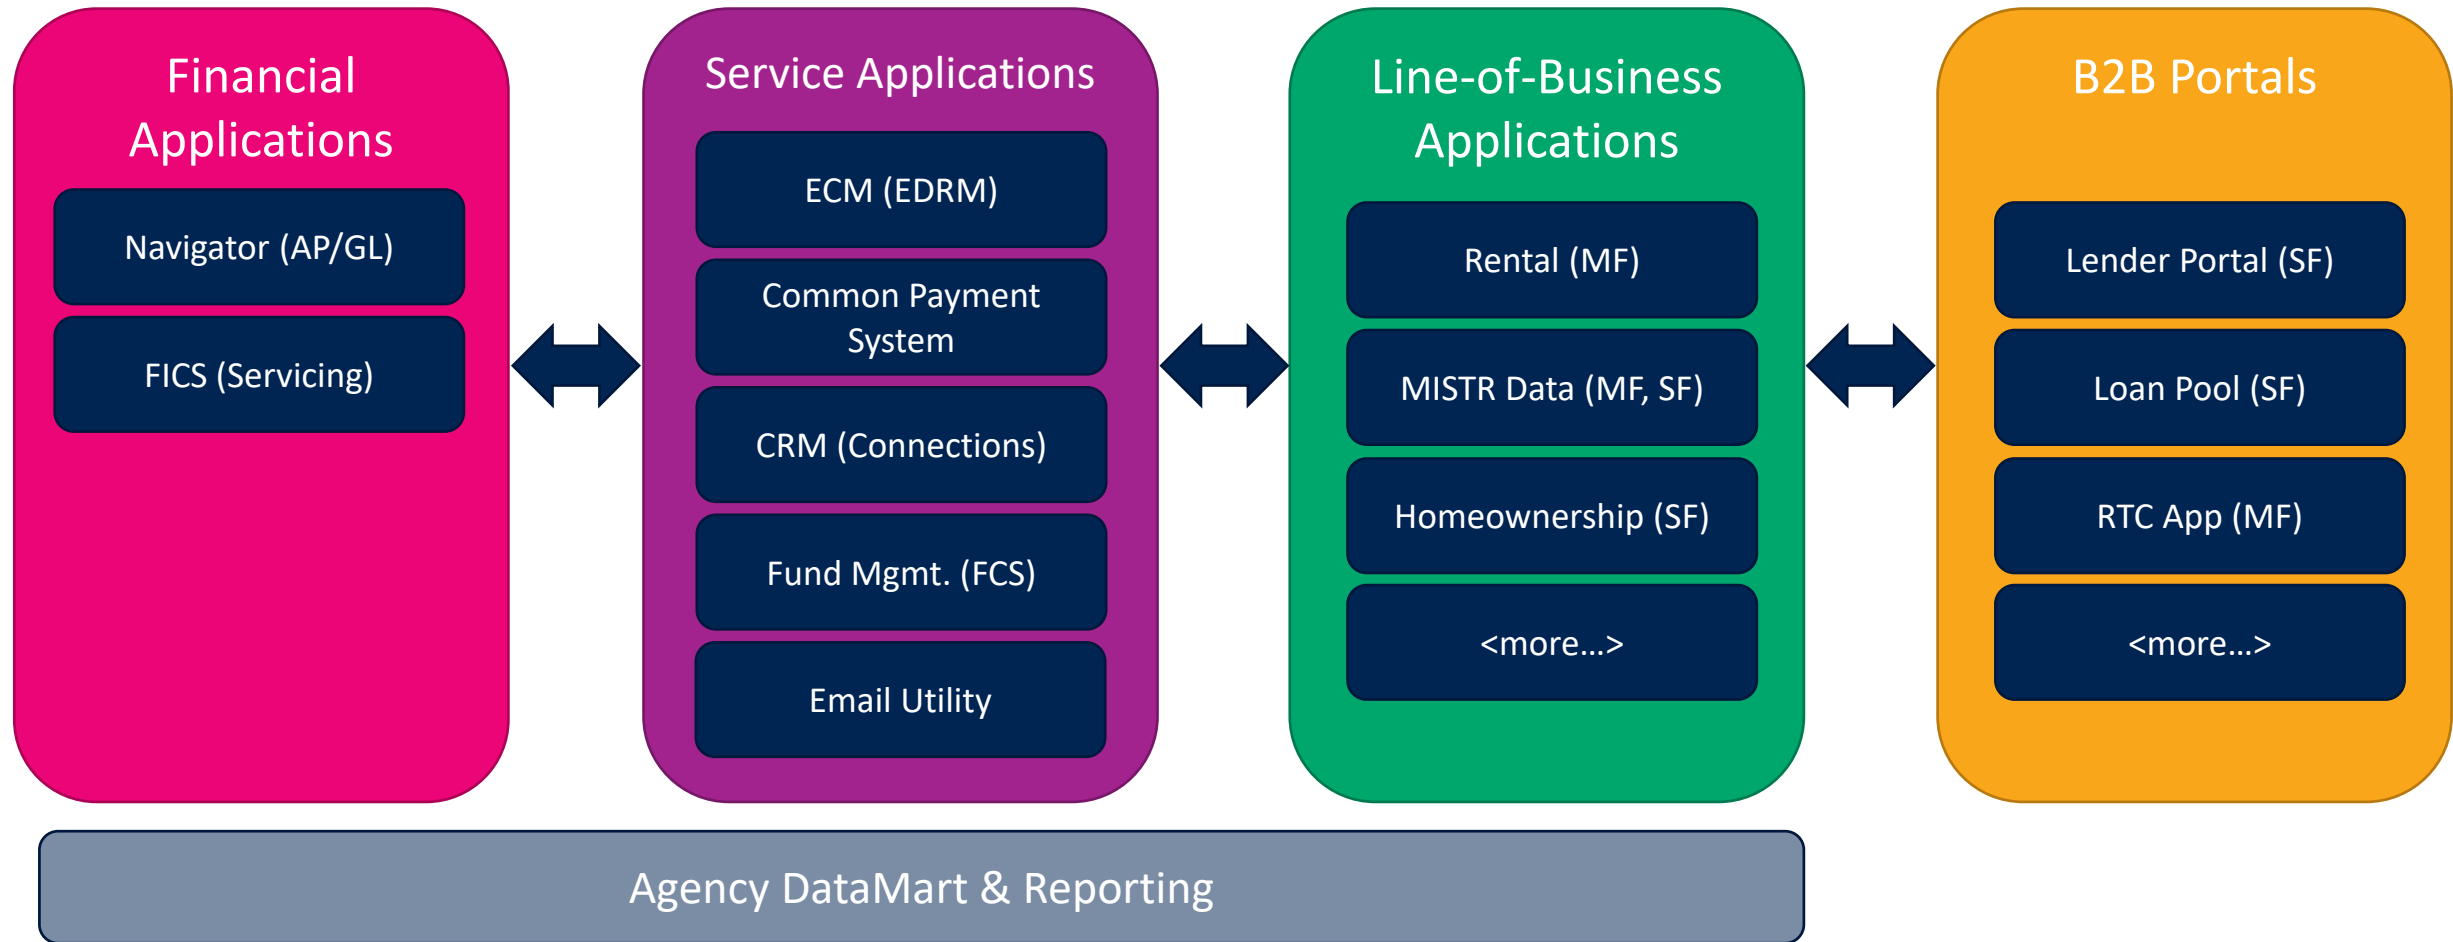 Financial
Applications
Navigator (AP/GL)
FICS (Servicing)
Service Applications
ECM (EDRM)
Common Payment
System
CRM (Connections)
Fund Mgmt. (FCS)
Email Utility
Line-of-Business
Applications
Rental (MF)
MISTR Data (MF, SF)
Homeownership (SF)
<more...>
B2B Portals
Lender Portal (SF)
Loan Pool (SF)
RTC App (MF)
<more...>
Agency DataMart & Reporting